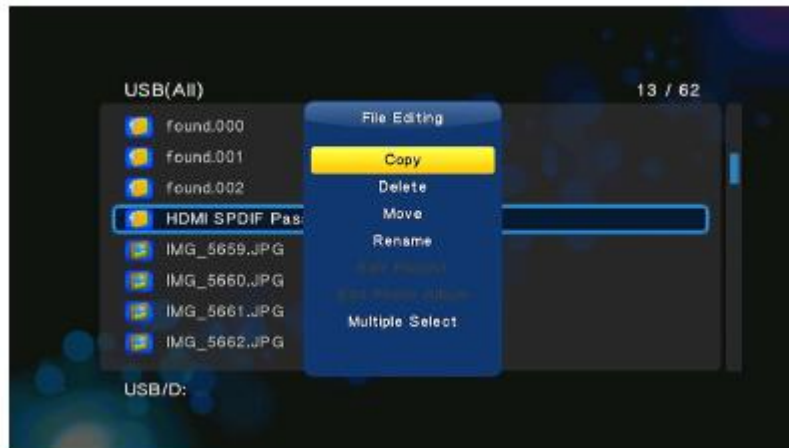 USB(All)
13 / 62
found.000
found.001
found.002
HDMI SPDIF Pas
IMG_5659.JPG
IMG_5660.JPG
IMG_5661.JPG
IMG_5662.JPG
File Editing
Copy
Delete
Move
Rename
Multiple Select
USB/D: